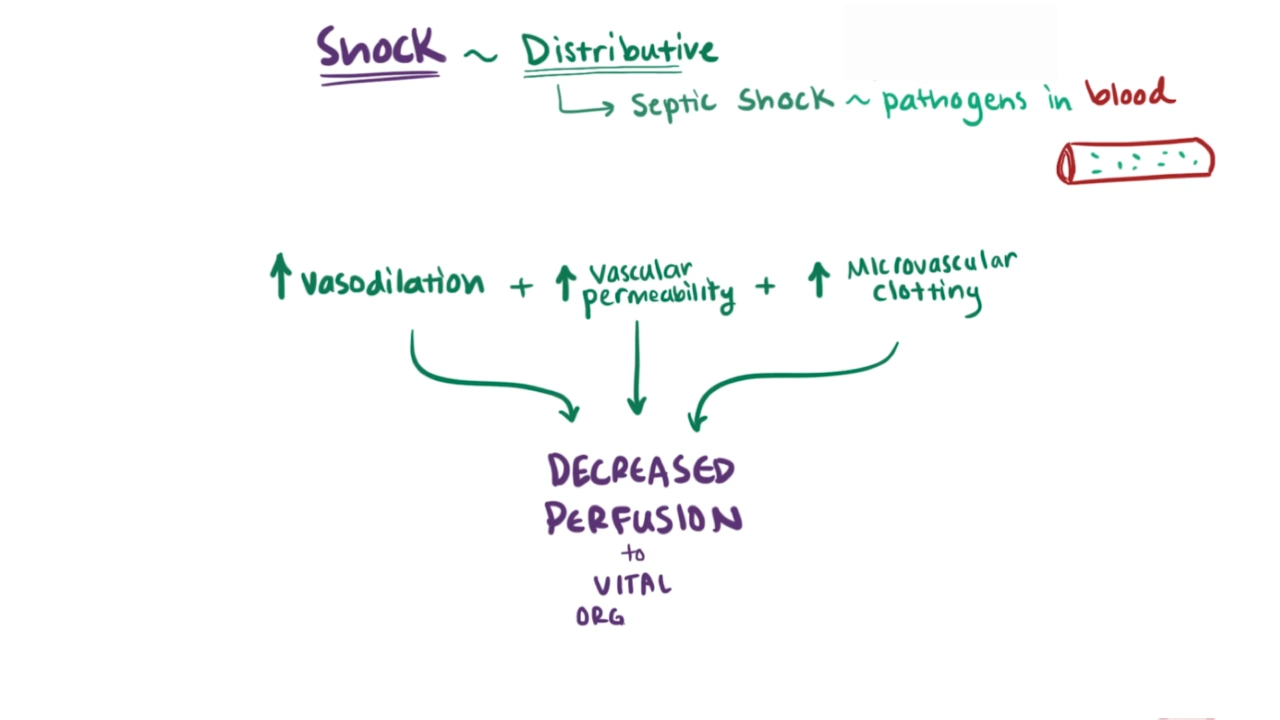 Shock ~ Distributive
Septic Shock ~ pathogens in blood
↑ vasodilation + ↑ vascular permeability + ↑ Microvascular clotting
DECREASED
PERFUSION
to
VITAL
ORG